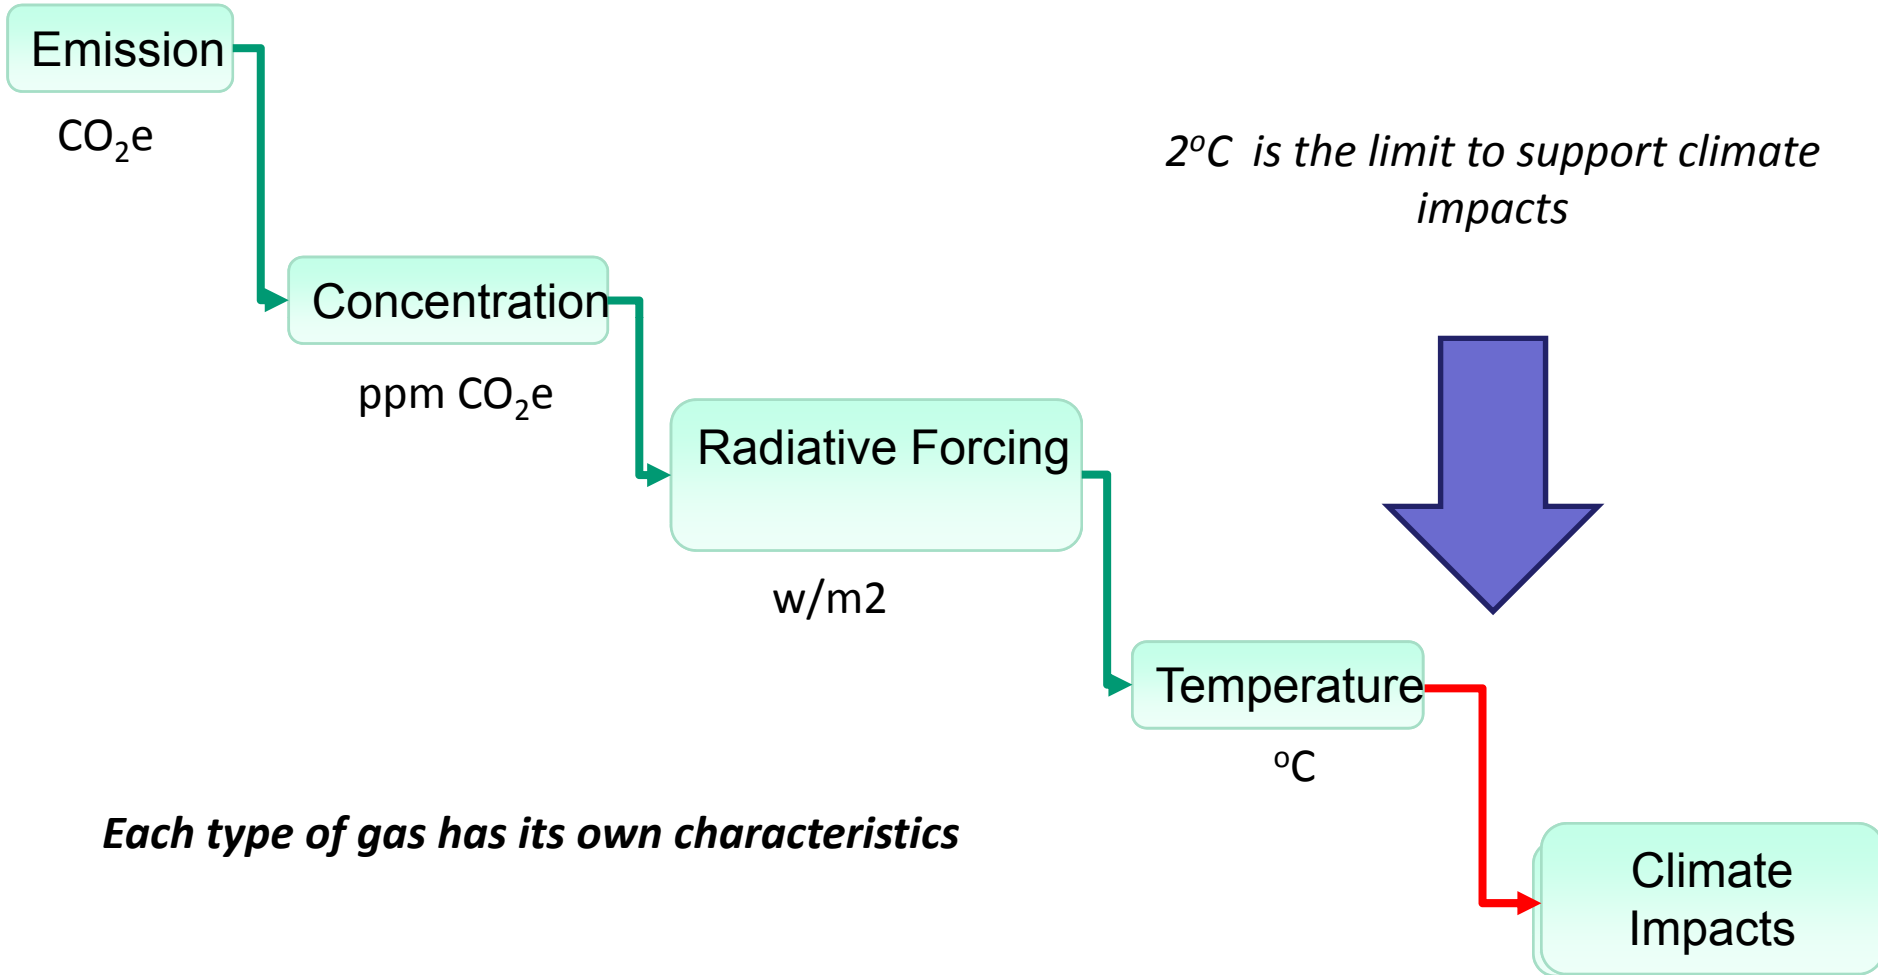 Emission
CO₂e
2ºC is the limit to support climate
impacts
Concentration
ppm CO₂e
Radiative Forcing
w/m2
Temperature
ºC
Each type of gas has its own characteristics
Climate
Impacts